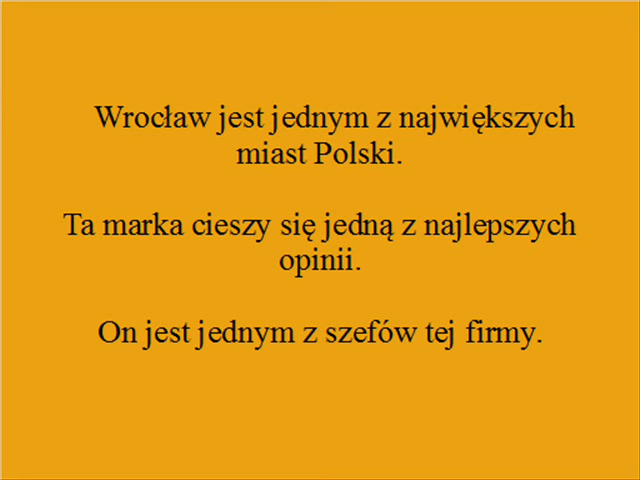 Wrocław jest jednym z największych
miast Polski.
Ta marka cieszy się jedną z najlepszych
opinii.
On jest jednym z szefów tej firmy.